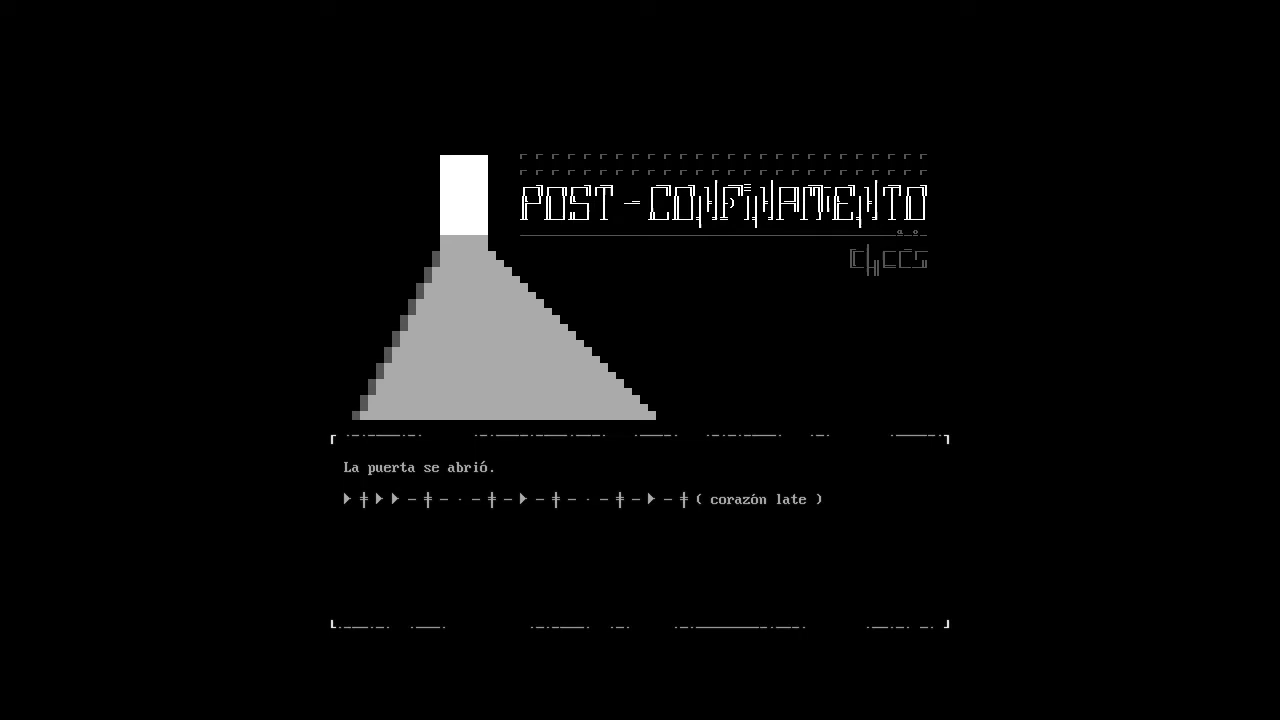 POST-CONFINAMIENTO
La puerta se abrió.
( corazón late )